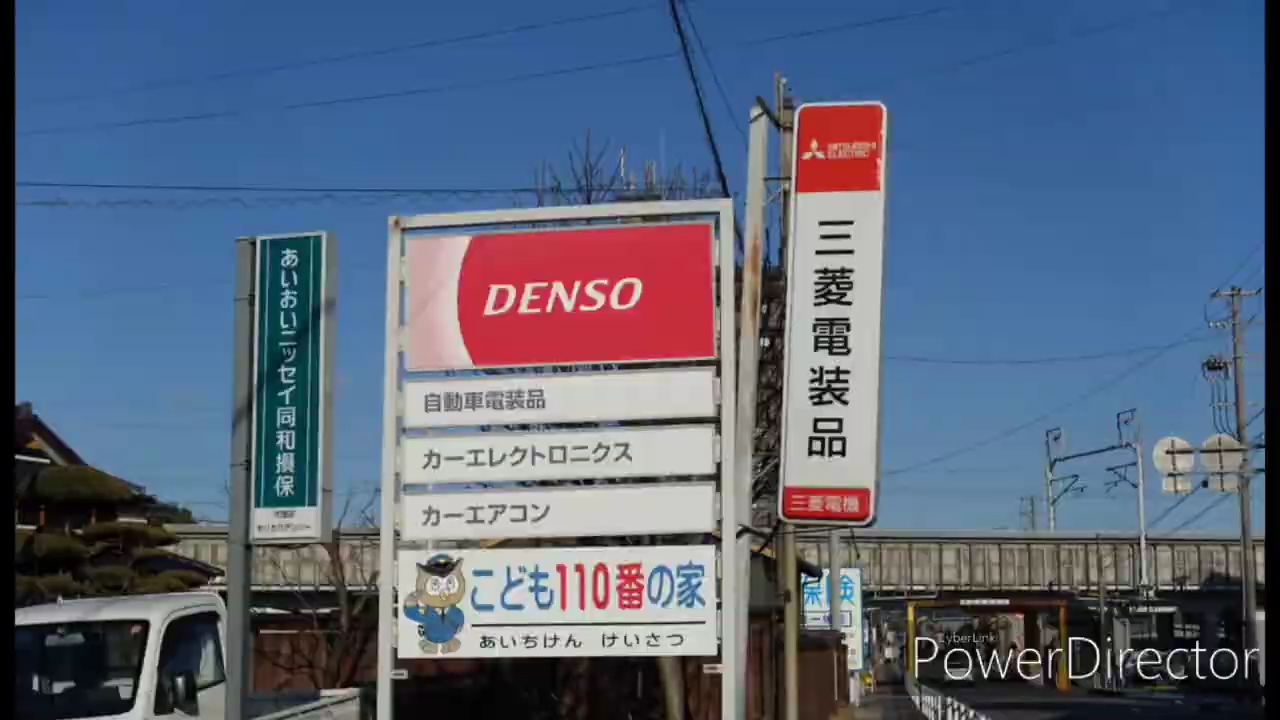 あいおいニッセイ同和損保
DENSO
自動車電装品
カーエレクトロニクス
カーエアコン
こども110番の家
あいちけん けいさつ
MITSUBISHI
ELECTRIC
三菱電装品
三菱電機
保険
CyberLink
PowerDirector